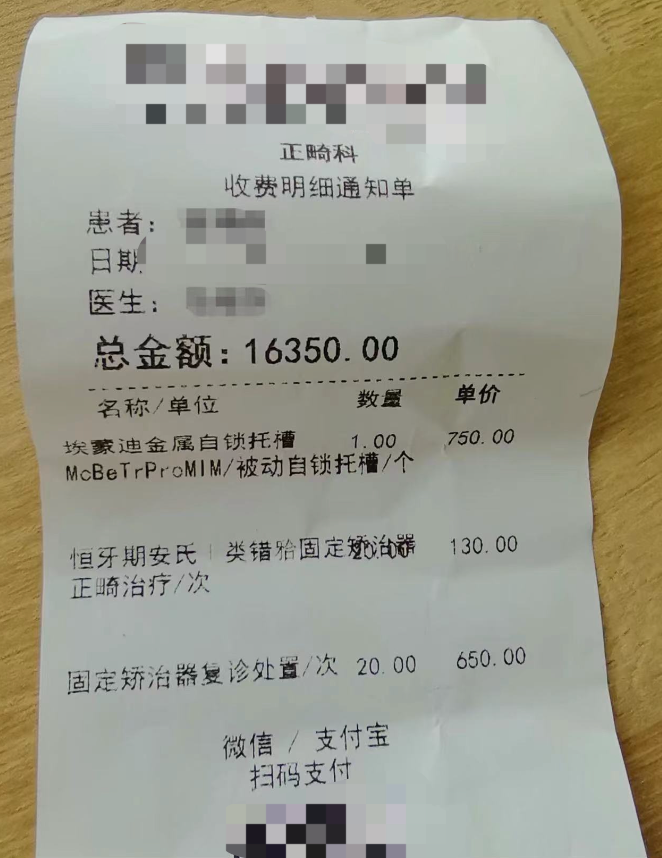 正畸科
收费明细通知单
患者：
日期
医生：
总金额：16350.00
名称/单位 数量 单价
埃蒙迪金属自锁托槽 1.00 750.00
McBeTrProMIM/被动自锁托槽/个
恒牙期安氏Ⅰ类错𬌗固定矫治器 20.00 130.00
正畸治疗/次
固定矫治器复诊处置/次 20.00 650.00
微信 / 支付宝
扫码支付